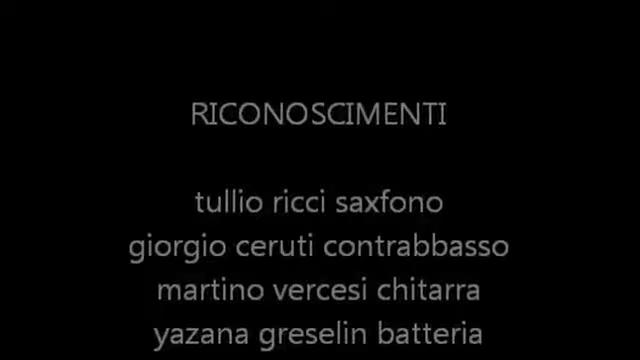 RICONOSCIMENTI
tullio ricci saxfono
giorgio ceruti contrabbasso
martino vercesi chitarra
yazana greselin batteria